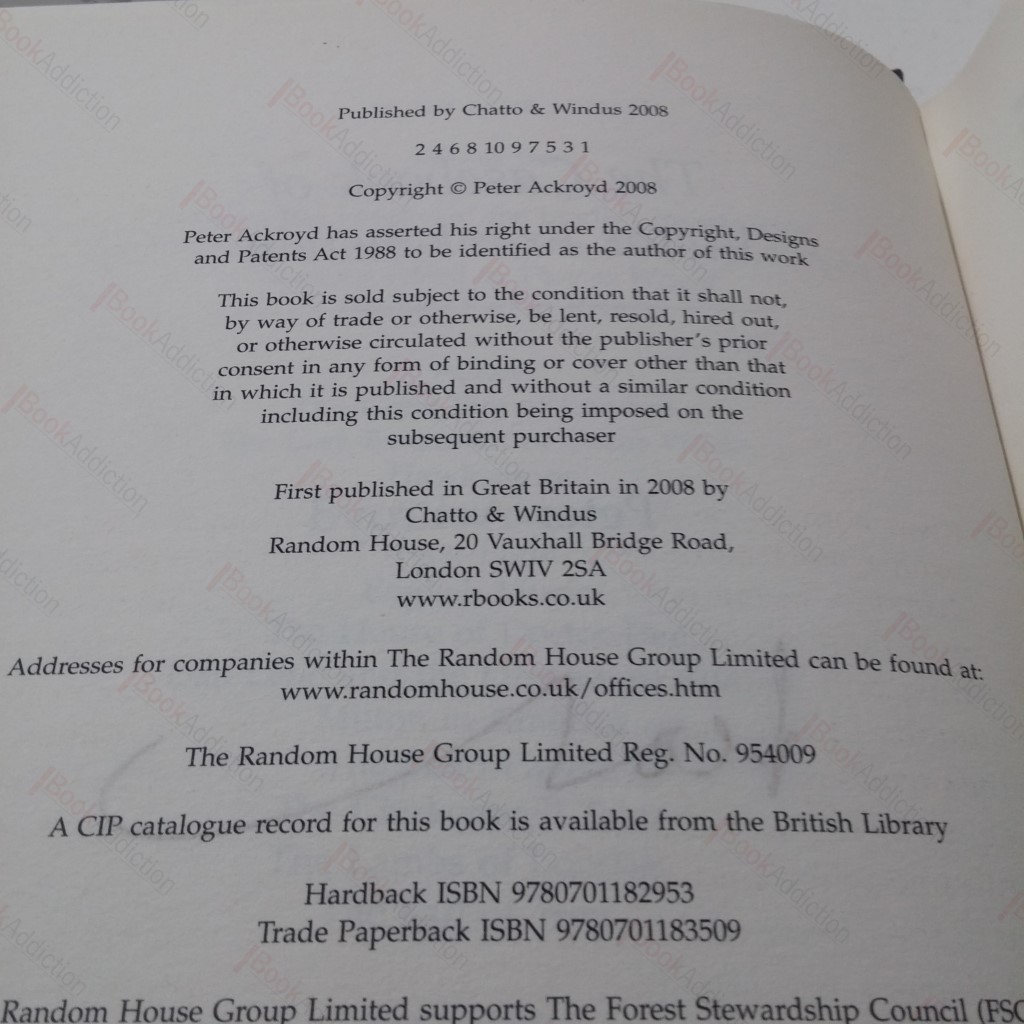 Published by Chatto & Windus 2008
2 4 6 8 10 9 7 5 3 1
Copyright © Peter Ackroyd 2008
Peter Ackroyd has asserted his right under the Copyright, Designs
and Patents Act 1988 to be identified as the author of this work
This book is sold subject to the condition that it shall not,
by way of trade or otherwise, be lent, resold, hired out,
or otherwise circulated without the publisher's prior
consent in any form of binding or cover other than that
in which it is published and without a similar condition
including this condition being imposed on the
subsequent purchaser
First published in Great Britain in 2008 by
Chatto & Windus
Random House, 20 Vauxhall Bridge Road,
London SWIV 2SA
www.rbooks.co.uk
Addresses for companies within The Random House Group Limited can be found at:
www.randomhouse.co.uk/offices.htm
The Random House Group Limited Reg. No. 954009
A CIP catalogue record for this book is available from the British Library
Hardback ISBN 9780701182953
Trade Paperback ISBN 9780701183509
Random House Group Limited supports The Forest Stewardship Council (FSC
BookAddiction